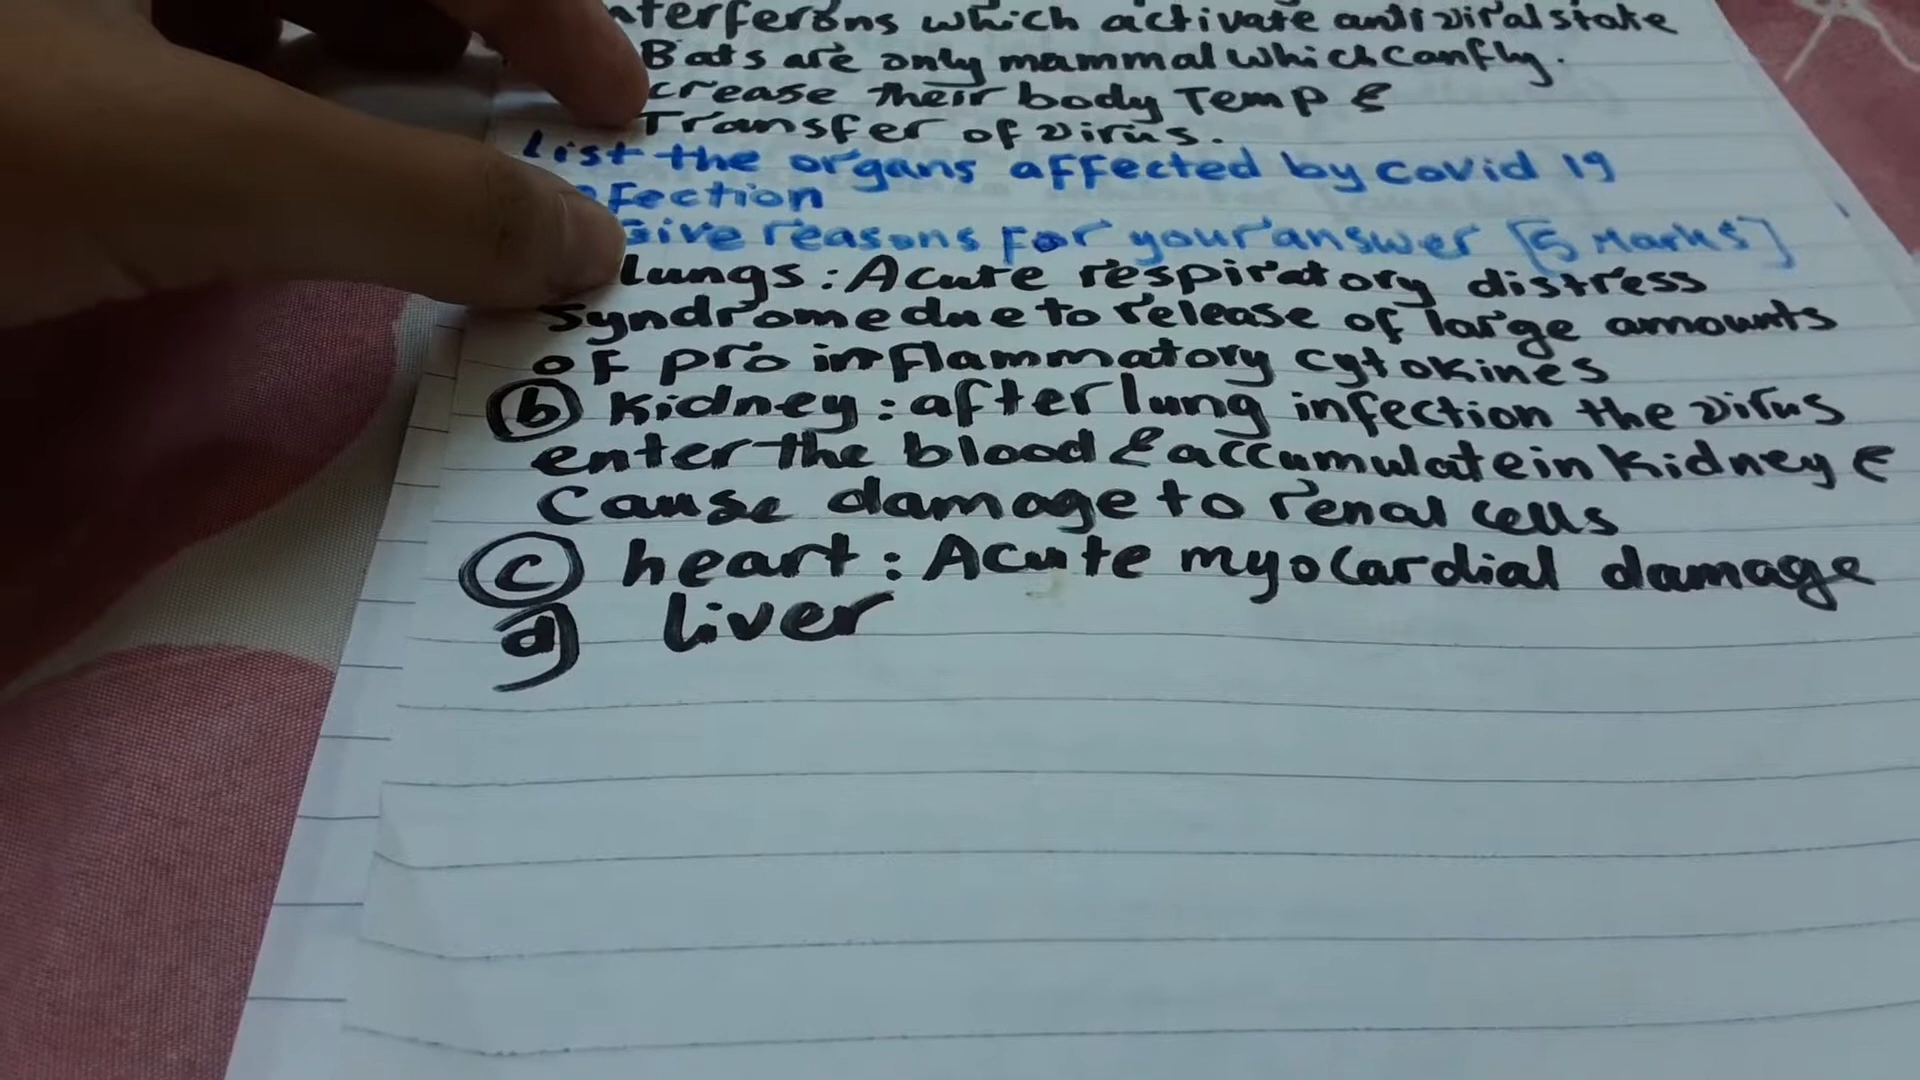 nterferons which activate antiviral state
Bats are only mammal which can fly.
crease their body Temp &
Transfer of virus.
List the organs affected by covid 19
fection
Give reasons for your answer [5 Marks]
lungs : Acute respiratory distress
Syndrome due to release of large amounts
of pro inflammatory cytokines
(b) Kidney : after lung infection the virus
enter the blood & accumulate in Kidney &
Cause damage to renal cells
(c) heart : Acute myocardial damage
d) liver